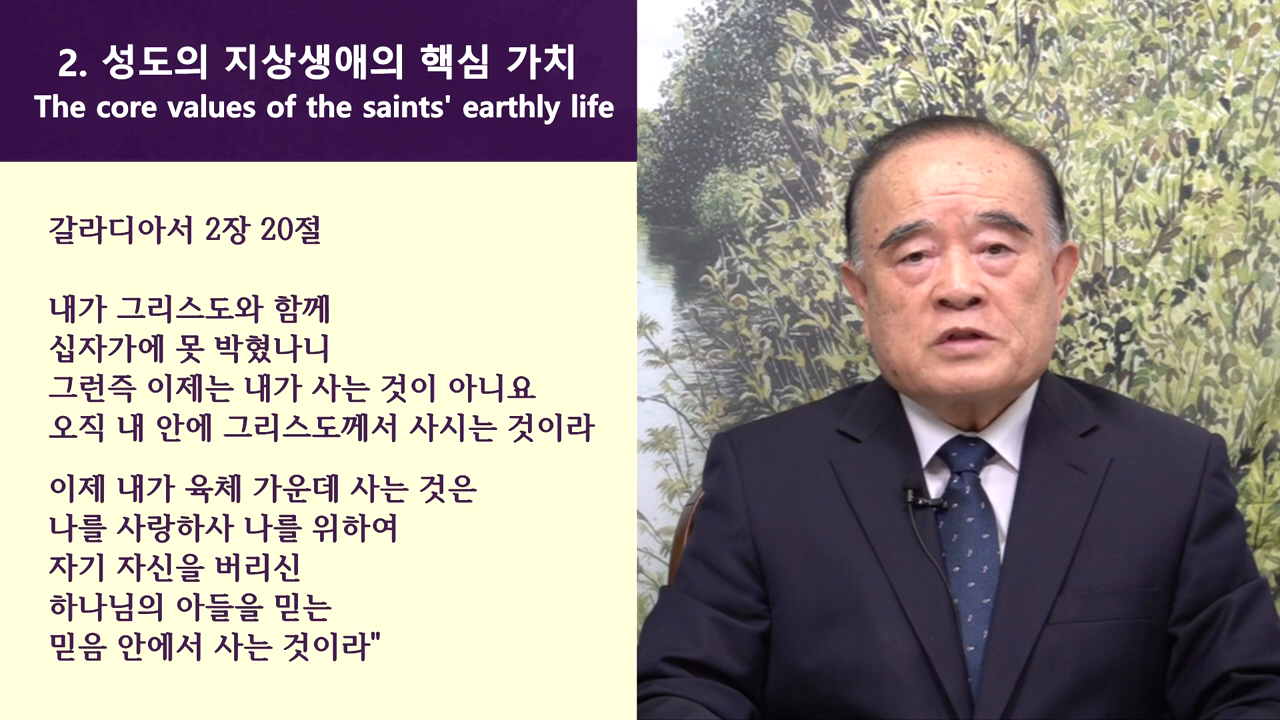 2. 성도의 지상생애의 핵심 가치
The core values of the saints' earthly life
갈라디아서 2장 20절
내가 그리스도와 함께
십자가에 못 박혔나니
그런즉 이제는 내가 사는 것이 아니요
오직 내 안에 그리스도께서 사시는 것이라
이제 내가 육체 가운데 사는 것은
나를 사랑하사 나를 위하여
자기 자신을 버리신
하나님의 아들을 믿는
믿음 안에서 사는 것이라"